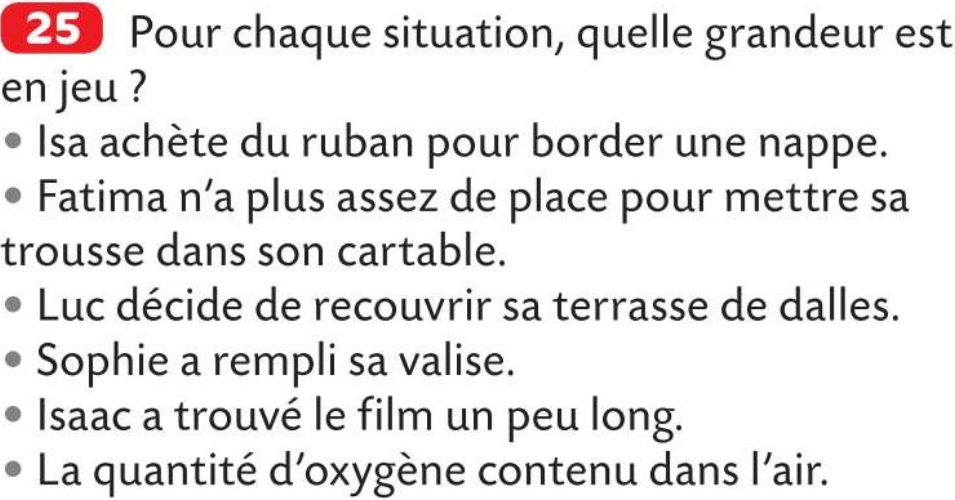 25 Pour chaque situation, quelle grandeur est
en jeu ?
• Isa achète du ruban pour border une nappe.
• Fatima n'a plus assez de place pour mettre sa
trousse dans son cartable.
• Luc décide de recouvrir sa terrasse de dalles.
• Sophie a rempli sa valise.
• Isaac a trouvé le film un peu long.
• La quantité d'oxygène contenu dans l'air.